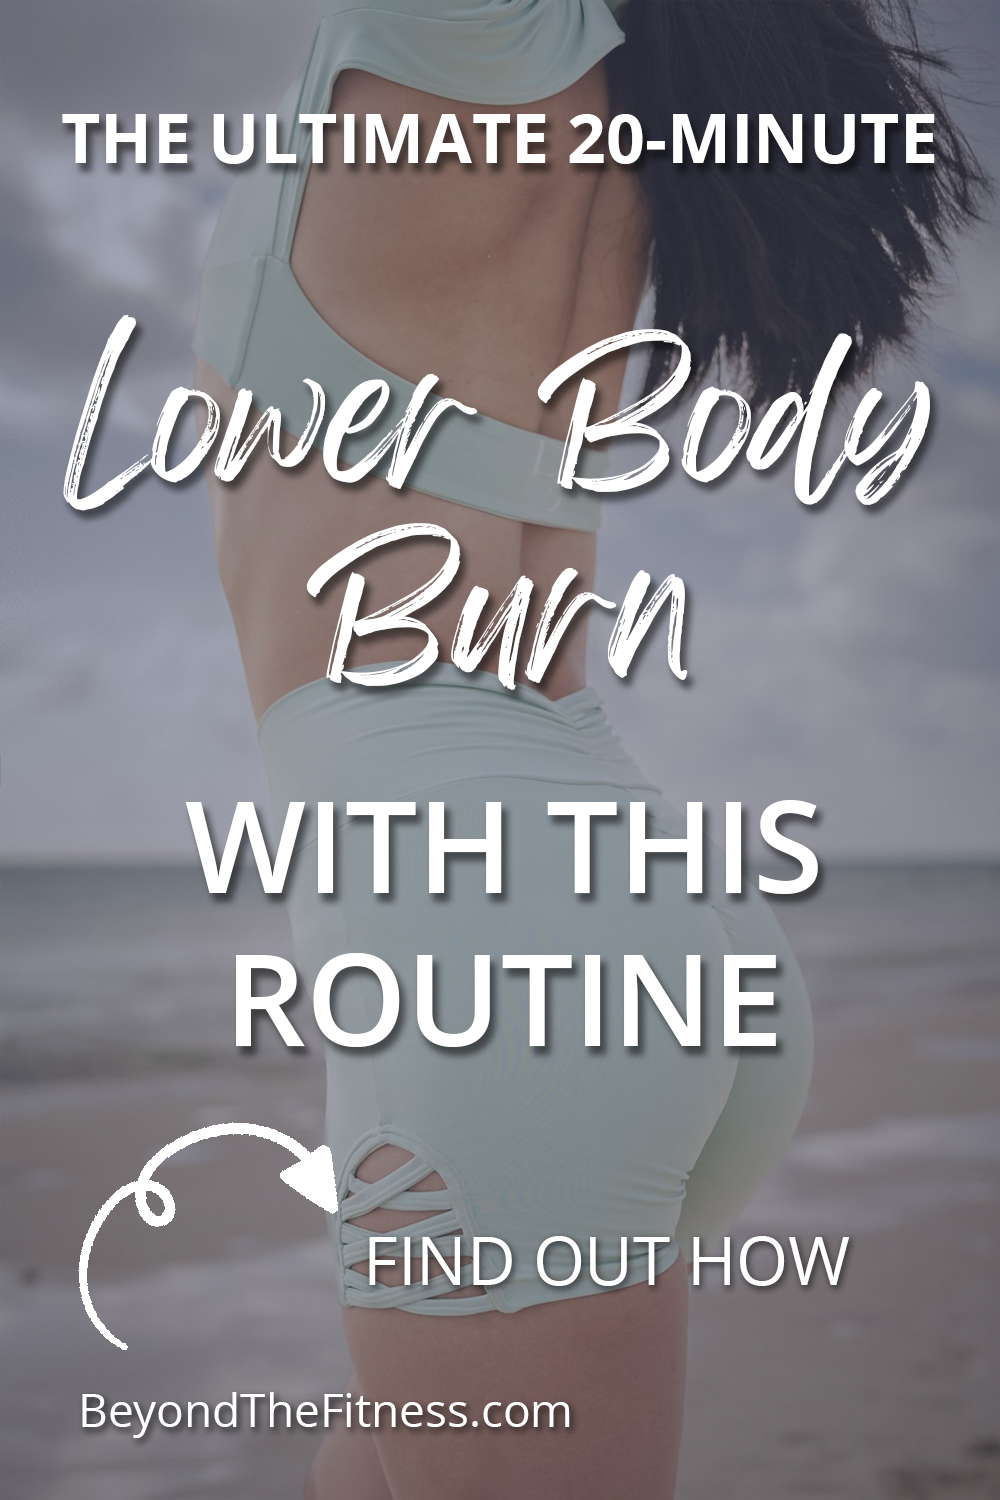 THE ULTIMATE 20-MINUTE
Lower Body
Burn
WITH THIS
ROUTINE
FIND OUT HOW
BeyondTheFitness.com